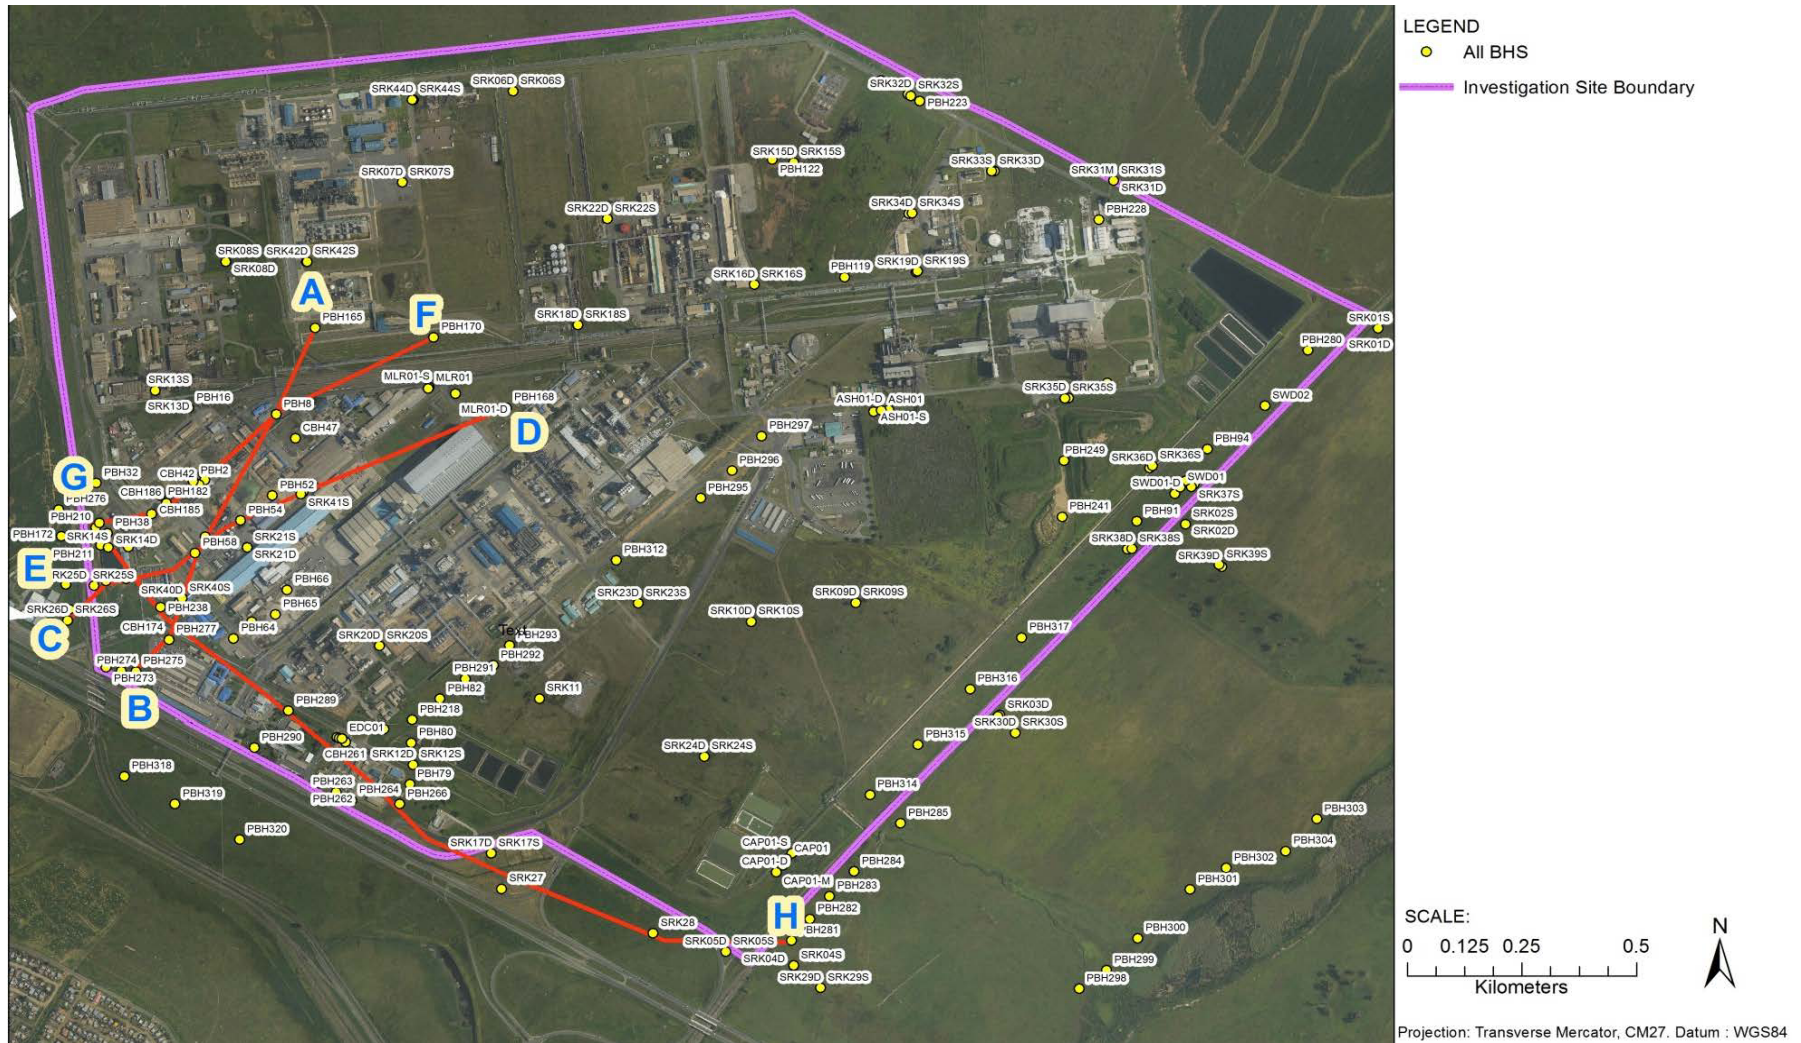 LEGEND
All BHS
Investigation Site Boundary
SRK06D SRK06S
SRK44D SRK44S
SRK32D SRK32S
PBH223
SRK15D SRK15S
PBH122
SRK33S SRK33D
SRK31M SRK31S
SRK31D
SRK07D SRK07S
SRK22D SRK22S
SRK34D SRK34S
PBH228
SRK08S SRK42D SRK42S
SRK08D
SRK16D SRK16S
PBH119
SRK19D SRK19S
A
F
PBH165
PBH170
SRK18D SRK18S
SRK01S
SRK01D
PBH280
SRK13S
SRK13D
PBH16
MLR01-S MLR01
MLR01-D
PBH168
D
PBH8
CBH47
ASH01-D ASH01
ASH01-S
SRK35D SRK35S
SWD02
PBH297
PBH296
PBH295
PBH94
PBH249
SRK36D SRK36S
SWD01
SWD01-D
SRK37S
G
PBH32
CBH42 PBH2
PBH276
CBH186 PBH182
CBH185
PBH52
SRK41S
PBH210
PBH38
PBH54
PBH172
SRK14S SRK14D
PBH211
PBH58
SRK21S
SRK21D
PBH241
PBH91
SRK02S
SRK02D
SRK38D SRK38S
SRK39D SRK39S
PBH312
E
SRK25S
SRK40D SRK40S
PBH66
SRK26D SRK26S
PBH238
PBH65
C
CBH174 PBH277
PBH64
SRK23D SRK23S
SRK10D SRK10S
SRK09D SRK09S
SRK20D SRK20S
Text
PBH292
PBH291
PBH317
PBH274 PBH275
PBH273
B
PBH82
SRK11
PBH316
PBH289
PBH218
SRK03D
SRK30D SRK30S
EDC01
PBH80
PBH290
CBH261 SRK12D SRK12S
SRK24D SRK24S
PBH315
PBH318
PBH79
PBH263
PBH262
PBH264
PBH266
PBH319
PBH314
PBH285
PBH303
PBH320
SRK17D SRK17S
CAP01-S
CAP01
CAP01-D
CAP01-M
PBH284
PBH283
PBH304
PBH302
PBH301
SRK27
H
PBH282
PBH281
SRK28
SRK05D SRK05S
SRK04D SRK04S
SRK29D SRK29S
PBH300
PBH299
PBH298
SCALE:
0 0.125 0.25 0.5
Kilometers
N
Projection: Transverse Mercator, CM27. Datum : WGS84